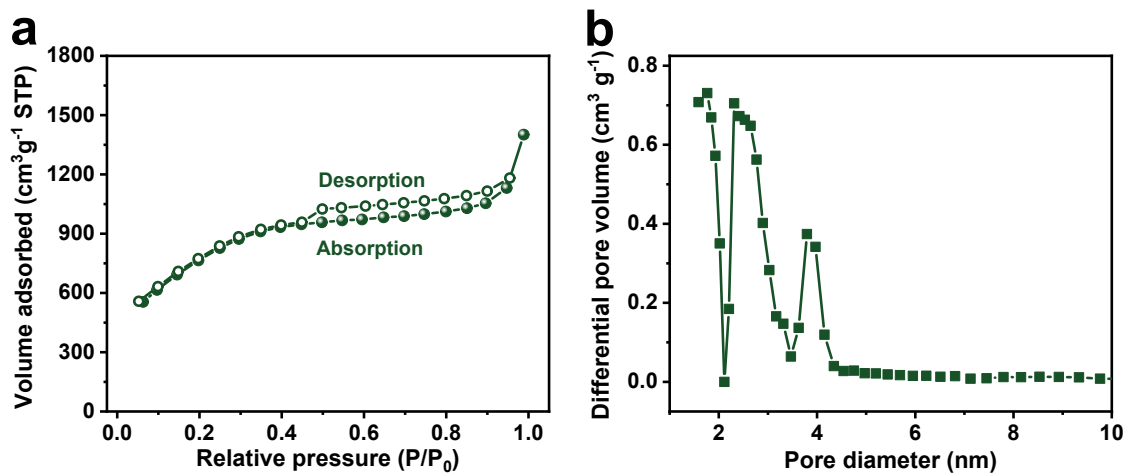 a
Volume adsorbed (cm³g⁻¹ STP)
1800
1500
1200
900
600
300
0
Desorption
Absorption
0.0 0.2 0.4 0.6 0.8 1.0
Relative pressure (P/P₀)
b
Differential pore volume (cm³ g⁻¹)
0.8
0.6
0.4
0.2
0.0
2 4 6 8 10
Pore diameter (nm)